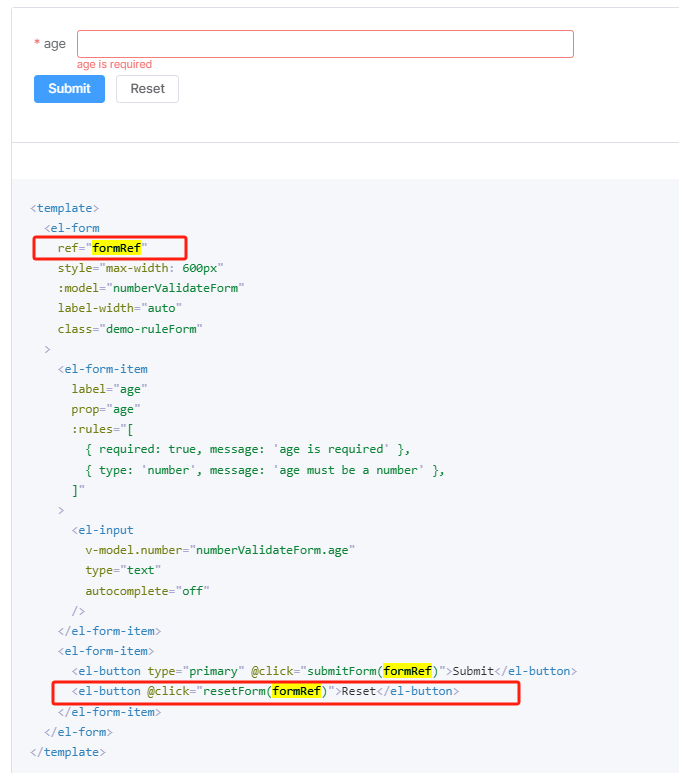 * age
age is required
Submit Reset
<template>
<el-form
ref="formRef"
style="max-width: 600px"
:model="numberValidateForm"
label-width="auto"
class="demo-ruleForm"
>
<el-form-item
label="age"
prop="age"
:rules="[
{ required: true, message: 'age is required' },
{ type: 'number', message: 'age must be a number' },
]"
>
<el-input
v-model.number="numberValidateForm.age"
type="text"
autocomplete="off"
/>
</el-form-item>
<el-form-item>
<el-button type="primary" @click="submitForm(formRef)">Submit</el-button>
<el-button @click="resetForm(formRef)">Reset</el-button>
</el-form-item>
</el-form>
</template>